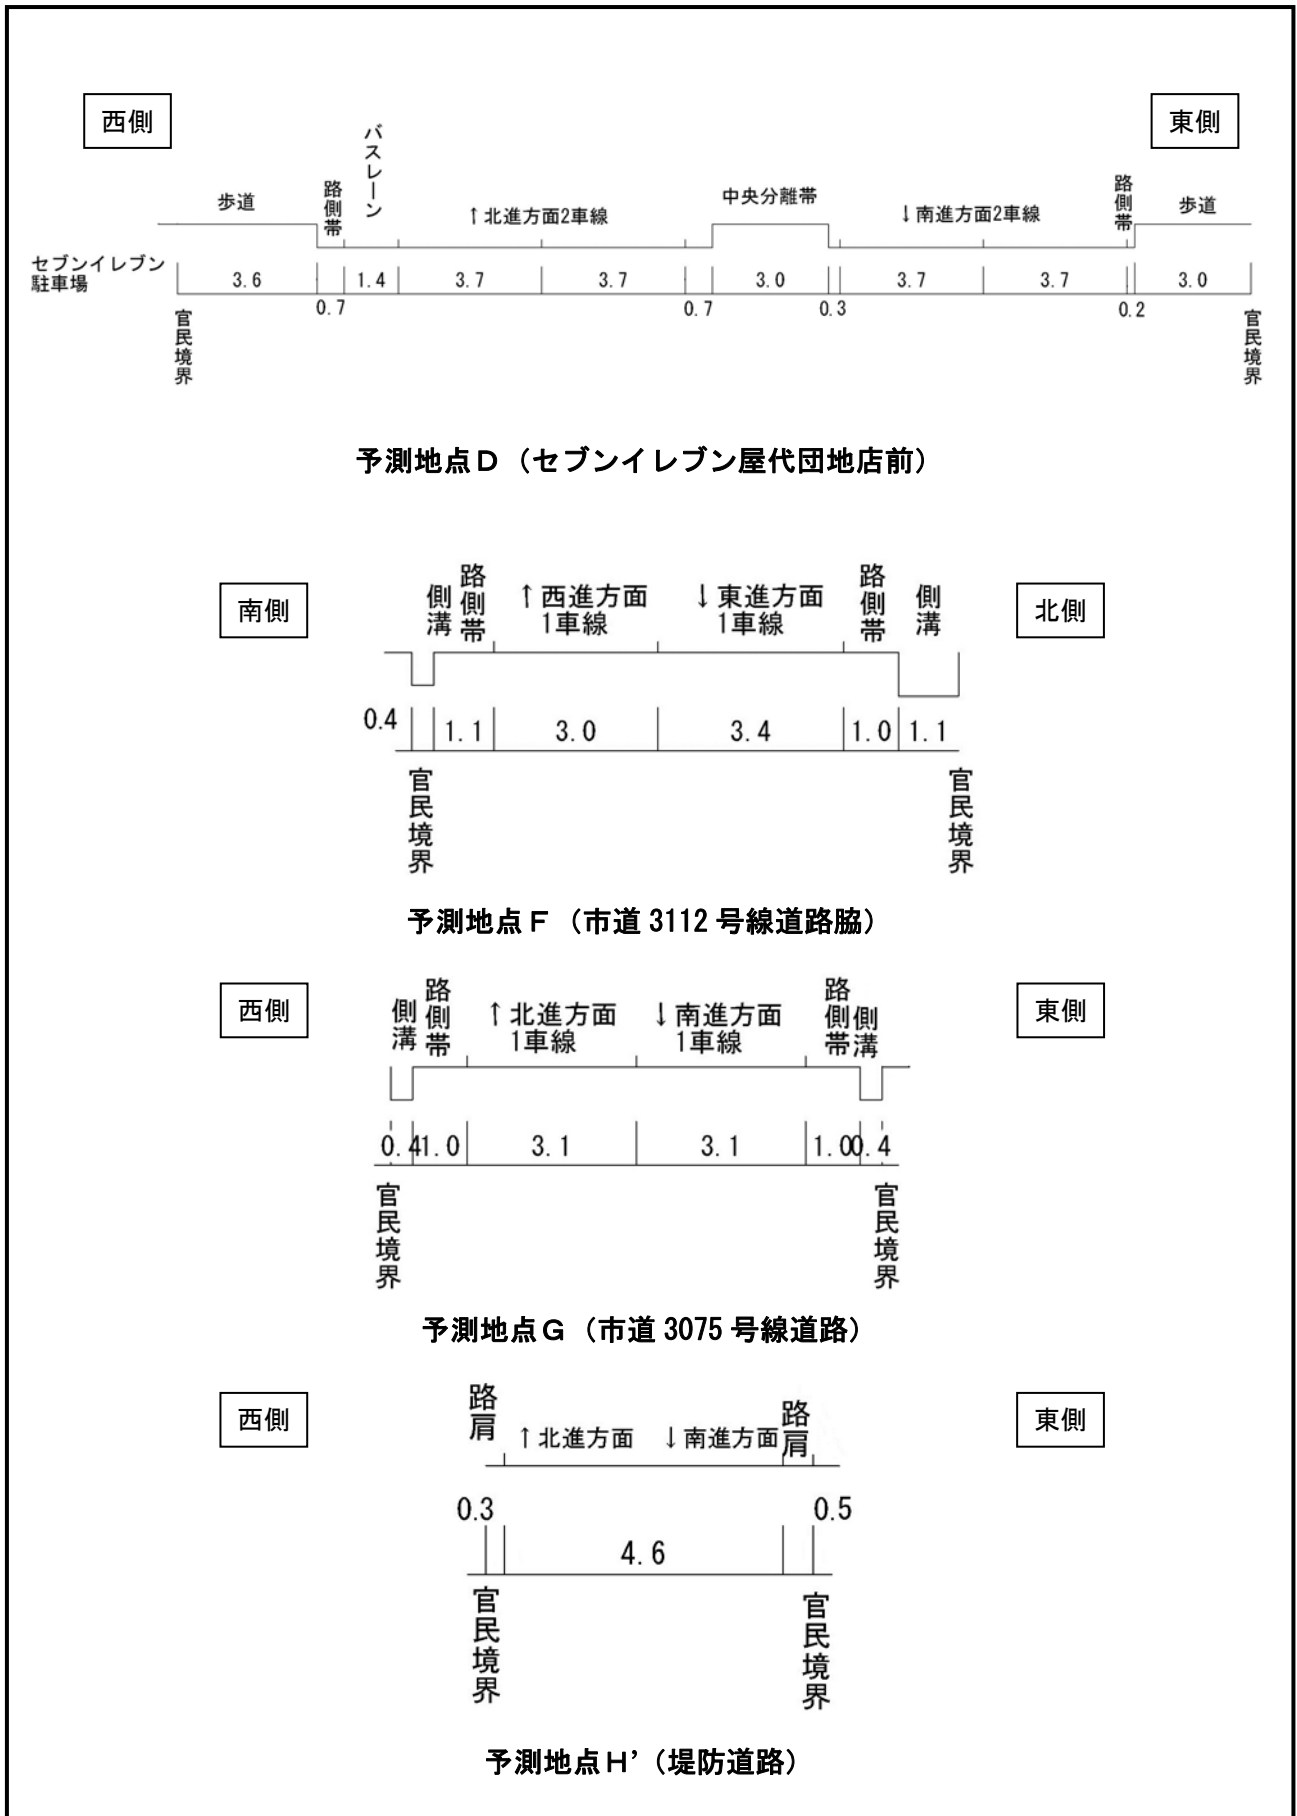 西側
東側
バスレーン
路側帯
路側帯
歩道
↑北進方面2車線
中央分離帯
↓南進方面2車線
歩道
セブンイレブン
駐車場
3.6
1.4
3.7
3.7
3.0
3.7
3.7
3.0
0.7
0.7
0.3
0.2
官民境界
官民境界
予測地点D（セブンイレブン屋代団地店前）
南側
北側
側溝
路側帯
↑西進方面
1車線
↓東進方面
1車線
路側帯
側溝
0.4
1.1
3.0
3.4
1.0
1.1
官民境界
官民境界
予測地点F（市道3112号線道路脇）
西側
東側
側溝
路側帯
↑北進方面
1車線
↓南進方面
1車線
路側帯
側溝
0.4
1.0
3.1
3.1
1.0
0.4
官民境界
官民境界
予測地点G（市道3075号線道路）
西側
東側
路肩
↑北進方面
↓南進方面
路肩
0.3
0.5
4.6
官民境界
官民境界
予測地点H’（堤防道路）